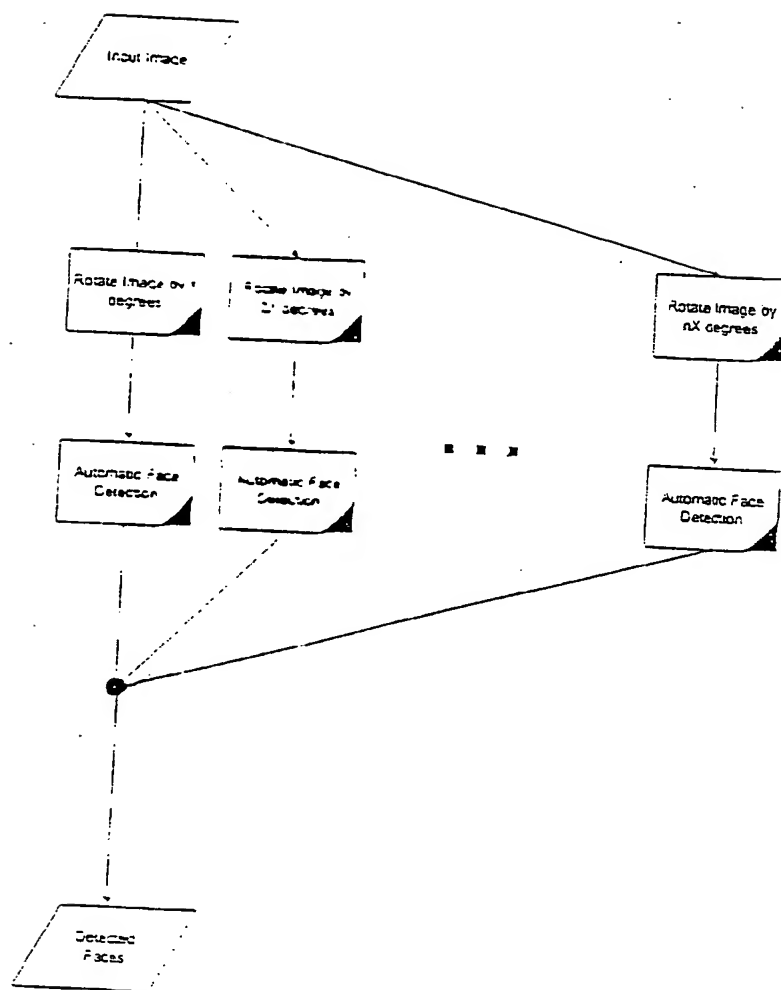 Input Image
Rotate Image by
degrees
Rotate Image by
degrees
Rotate Image by
nX degrees
Automatic Face
Detection
Automatic Face
Detection
Automatic Face
Detection
Detected
Faces